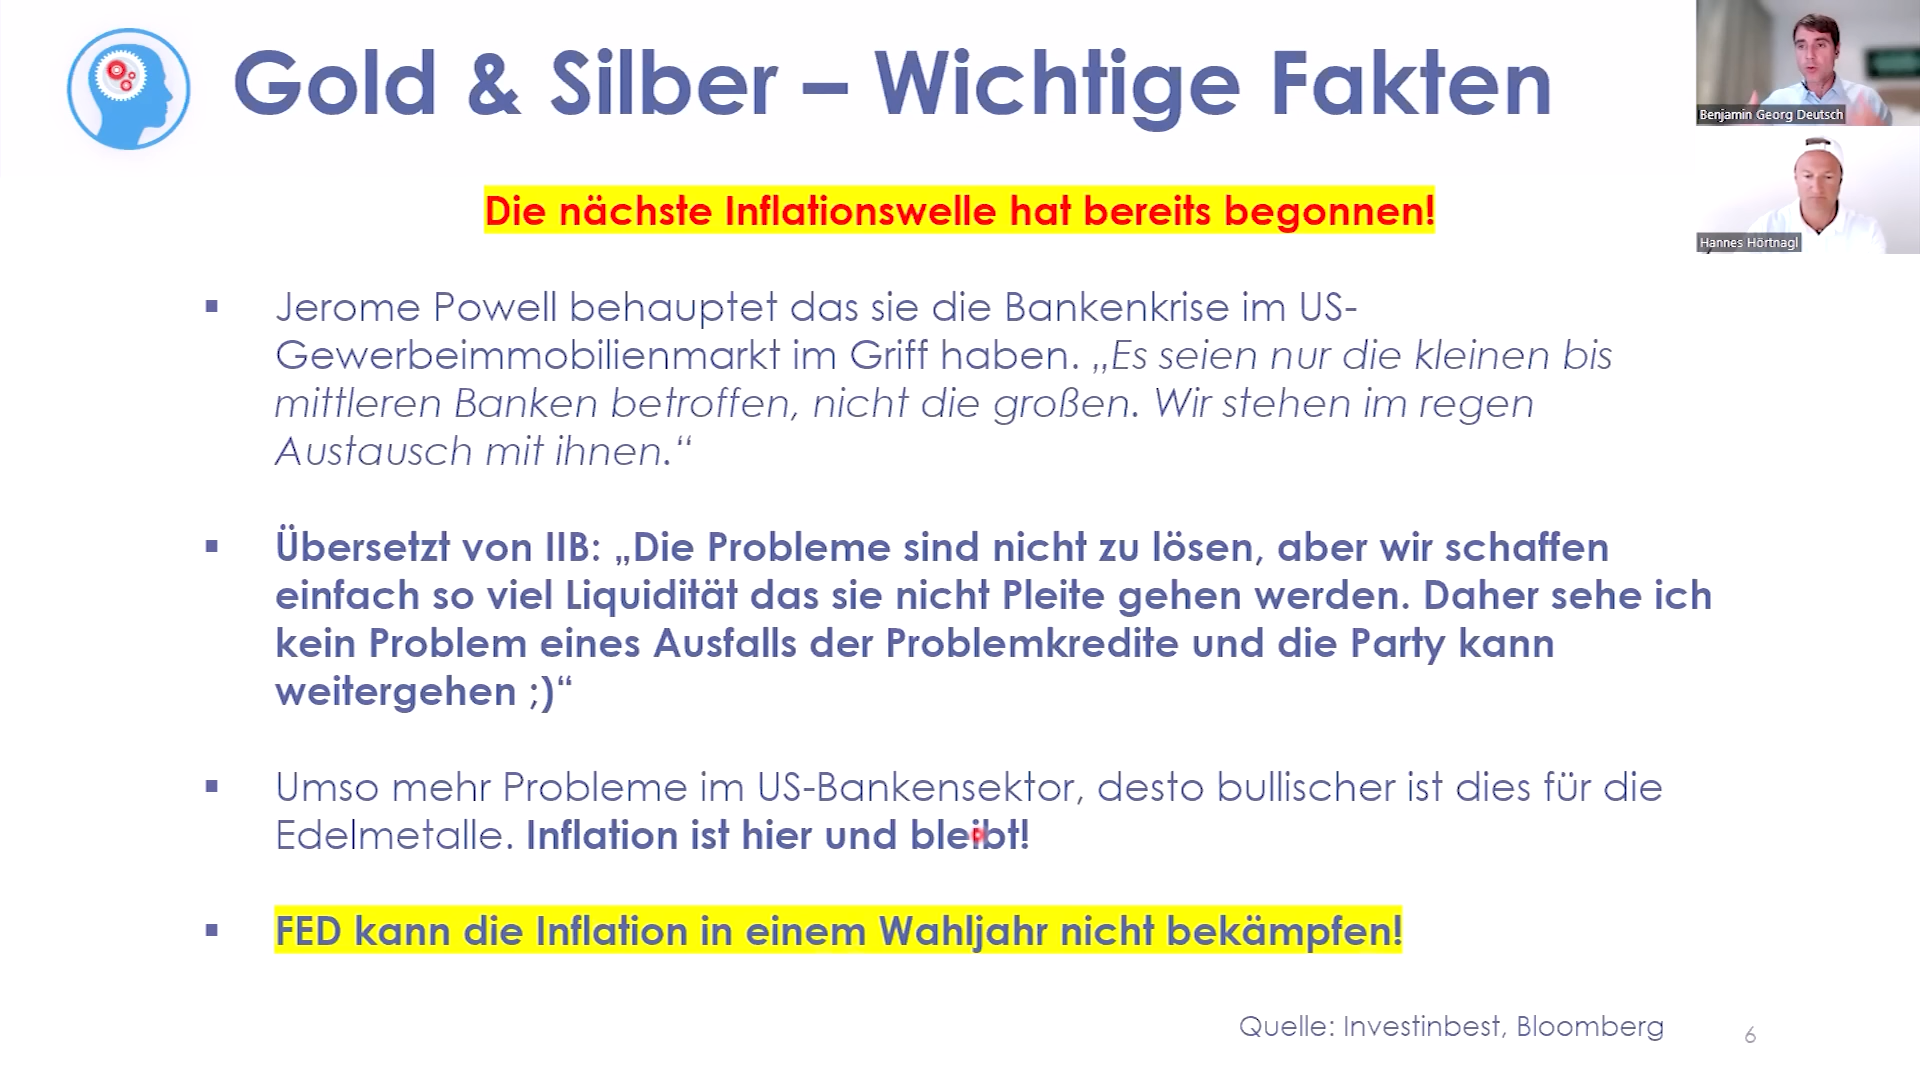 Gold & Silber – Wichtige Fakten
Benjamin Georg Deutsch
Hannes Hörtnagl
Die nächste Inflationswelle hat bereits begonnen!
▪ Jerome Powell behauptet das sie die Bankenkrise im US-
Gewerbeimmobilienmarkt im Griff haben. „Es seien nur die kleinen bis
mittleren Banken betroffen, nicht die großen. Wir stehen im regen
Austausch mit ihnen.“
▪ Übersetzt von IIB: „Die Probleme sind nicht zu lösen, aber wir schaffen
einfach so viel Liquidität das sie nicht Pleite gehen werden. Daher sehe ich
kein Problem eines Ausfalls der Problemkredite und die Party kann
weitergehen ;)“
▪ Umso mehr Probleme im US-Bankensektor, desto bullischer ist dies für die
Edelmetalle. Inflation ist hier und bleibt!
▪ FED kann die Inflation in einem Wahljahr nicht bekämpfen!
Quelle: Investinbest, Bloomberg
6